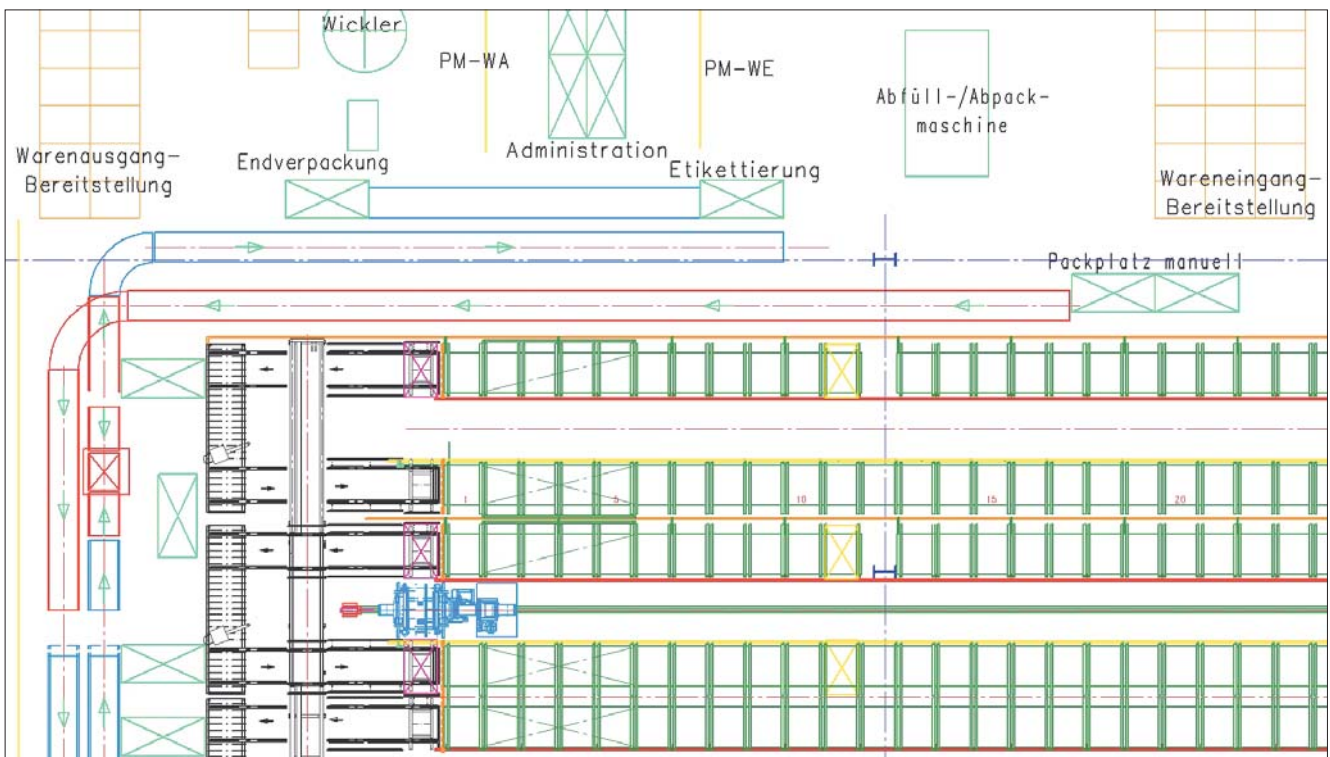 Wickler
PM-WA
PM-WE
Abfüll-/Abpack-
maschine
Warenausgang-
Bereitstellung
Endverpackung
Administration
Etikettierung
Wareneingang-
Bereitstellung
Packplatz manuell
1
5
10
15
20